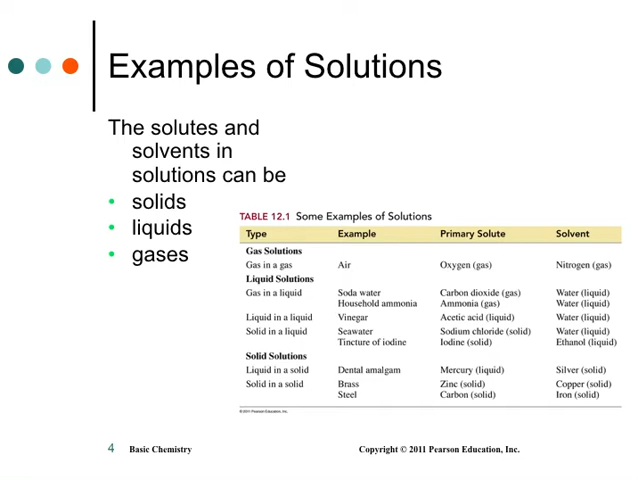 Examples of Solutions
The solutes and
solvents in
solutions can be
• solids
• liquids
• gases
TABLE 12.1 Some Examples of Solutions
Type Example Primary Solute Solvent
Gas Solutions
Gas in a gas Air Oxygen (gas) Nitrogen (gas)
Liquid Solutions
Gas in a liquid Soda water Carbon dioxide (gas) Water (liquid)
Household ammonia Ammonia (gas) Water (liquid)
Liquid in a liquid Vinegar Acetic acid (liquid) Water (liquid)
Solid in a liquid Seawater Sodium chloride (solid) Water (liquid)
Tincture of iodine Iodine (solid) Ethanol (liquid)
Solid Solutions
Liquid in a solid Dental amalgam Mercury (liquid) Silver (solid)
Solid in a solid Brass Zinc (solid) Copper (solid)
Steel Carbon (solid) Iron (solid)
© 2011 Pearson Education, Inc.
4 Basic Chemistry Copyright © 2011 Pearson Education, Inc.